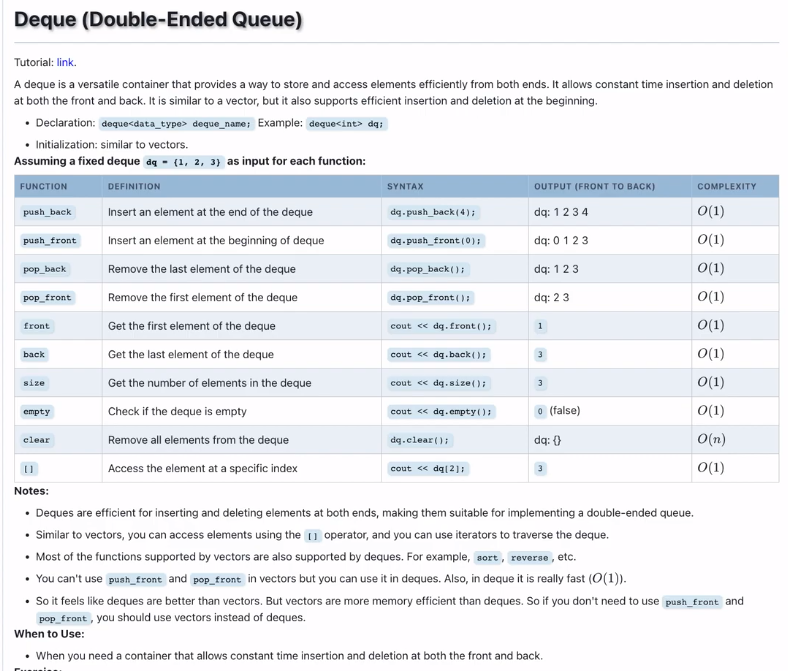 Deque (Double-Ended Queue)
Tutorial: link.
A deque is a versatile container that provides a way to store and access elements efficiently from both ends. It allows constant time insertion and deletion
at both the front and back. It is similar to a vector, but it also supports efficient insertion and deletion at the beginning.
• Declaration: deque<data_type> deque_name; Example: deque<int> dq;
• Initialization: similar to vectors.
Assuming a fixed deque dq = {1, 2, 3} as input for each function:
FUNCTION DEFINITION SYNTAX OUTPUT (FRONT TO BACK) COMPLEXITY
push_back Insert an element at the end of the deque dq.push_back(4); dq: 1 2 3 4 O(1)
push_front Insert an element at the beginning of deque dq.push_front(0); dq: 0 1 2 3 O(1)
pop_back Remove the last element of the deque dq.pop_back(); dq: 1 2 3 O(1)
pop_front Remove the first element of the deque dq.pop_front(); dq: 2 3 O(1)
front Get the first element of the deque cout << dq.front(); 1 O(1)
back Get the last element of the deque cout << dq.back(); 3 O(1)
size Get the number of elements in the deque cout << dq.size(); 3 O(1)
empty Check if the deque is empty cout << dq.empty(); 0 (false) O(1)
clear Remove all elements from the deque dq.clear(); dq: {} O(n)
[] Access the element at a specific index cout << dq[2]; 3 O(1)
Notes:
• Deques are efficient for inserting and deleting elements at both ends, making them suitable for implementing a double-ended queue.
• Similar to vectors, you can access elements using the [] operator, and you can use iterators to traverse the deque.
• Most of the functions supported by vectors are also supported by deques. For example, sort, reverse, etc.
• You can't use push_front and pop_front in vectors but you can use it in deques. Also, in deque it is really fast (O(1)).
• So it feels like deques are better than vectors. But vectors are more memory efficient than deques. So if you don't need to use push_front and
pop_front, you should use vectors instead of deques.
When to Use:
• When you need a container that allows constant time insertion and deletion at both the front and back.